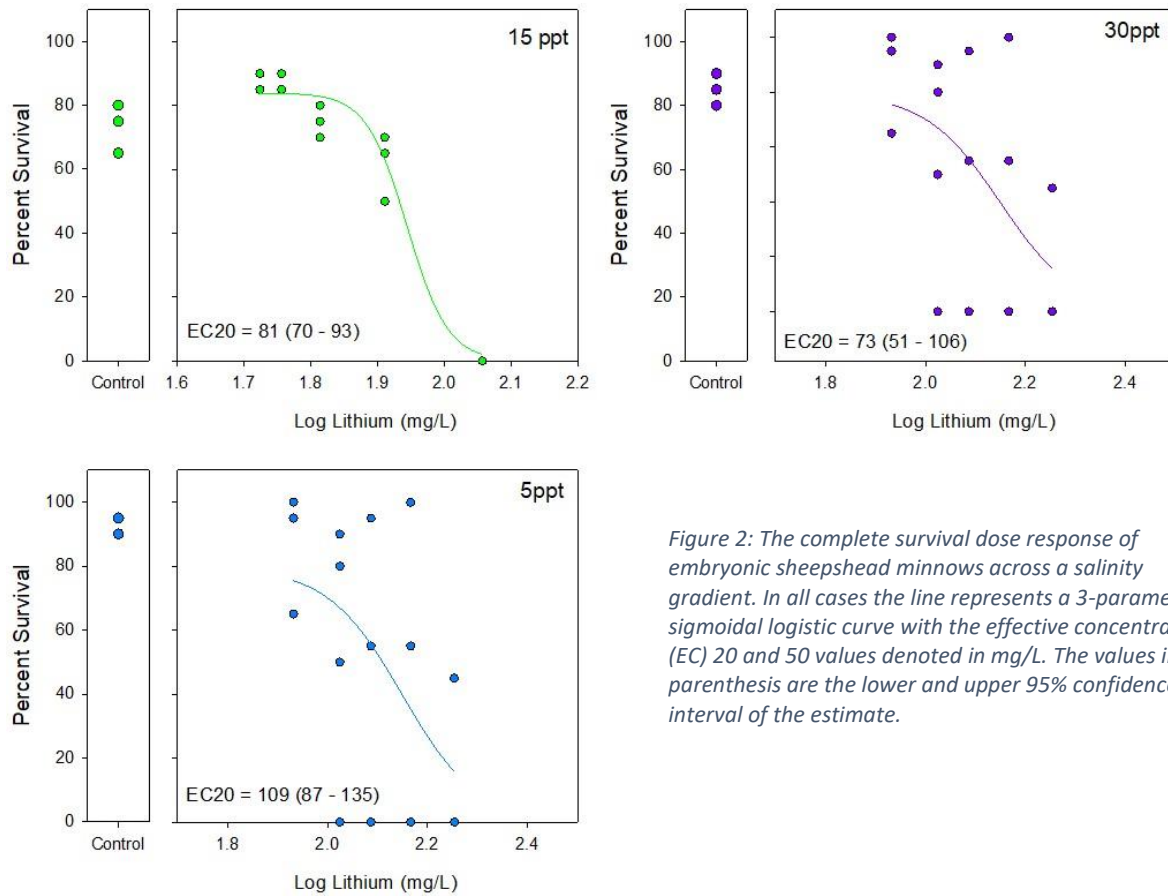 15 ppt
100
80
60
40
20
0
Percent Survival
EC20 = 81 (70 - 93)
Control
1.6 1.7 1.8 1.9 2.0 2.1 2.2
Log Lithium (mg/L)
30ppt
100
80
60
40
20
0
Percent Survival
EC20 = 73 (51 - 106)
Control
1.8 2.0 2.2 2.4
Log Lithium (mg/L)
5ppt
100
80
60
40
20
0
Percent Survival
EC20 = 109 (87 - 135)
Control
1.8 2.0 2.2 2.4
Log Lithium (mg/L)
Figure 2: The complete survival dose response of
embryonic sheepshead minnows across a salinity
gradient. In all cases the line represents a 3-parame
sigmoidal logistic curve with the effective concentra
(EC) 20 and 50 values denoted in mg/L. The values i
parenthesis are the lower and upper 95% confidence
interval of the estimate.